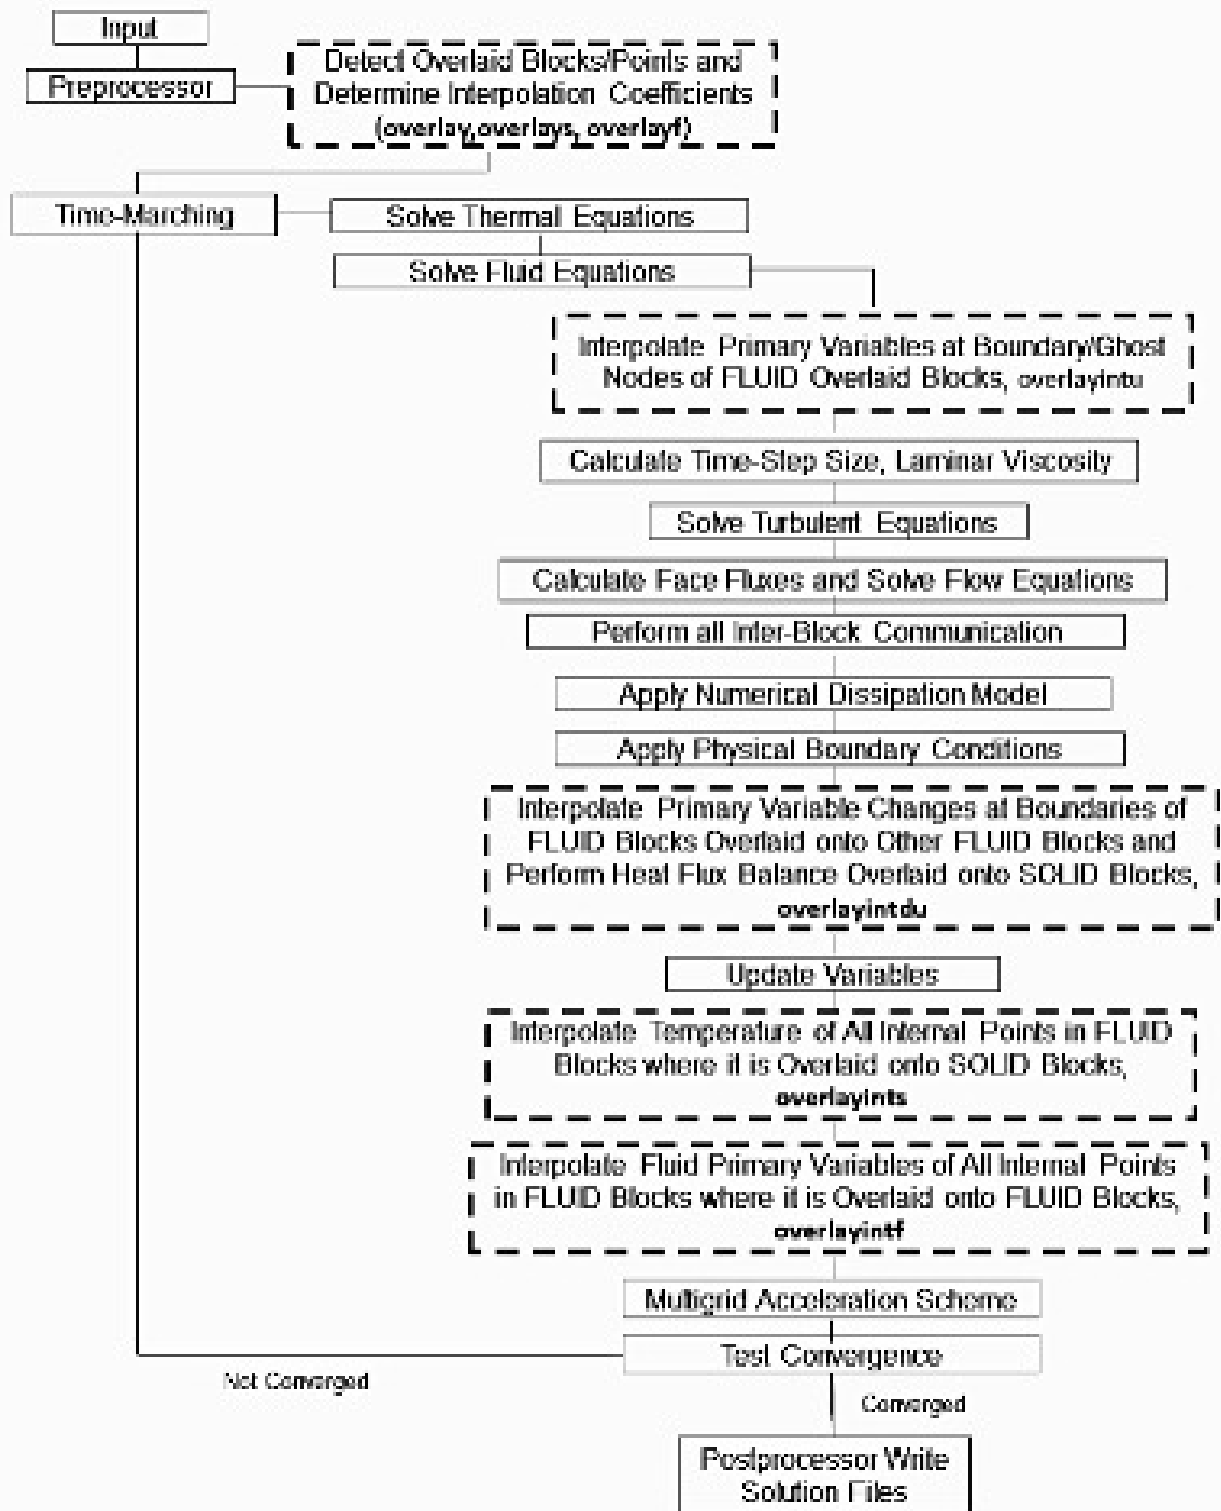 Input
Preprocessor
Detect Overlaid Blocks/Points and
Determine Interpolation Coefficients
(overlay,overlays, overlayf)
Time-Marching
Solve Thermal Equations
Solve Fluid Equations
Interpolate Primary Variables at Boundary/Ghost
Nodes of FLUID Overlaid Blocks, overlayintu
Calculate Time-Step Size, Laminar Viscosity
Solve Turbulent Equations
Calculate Face Fluxes and Solve Flow Equations
Perform all Inter-Block Communication
Apply Numerical Dissipation Model
Apply Physical Boundary Conditions
Interpolate Primary Variable Changes at Boundaries of
FLUID Blocks Overlaid onto Other FLUID Blocks and
Perform Heat Flux Balance Overlaid onto SOLID Blocks,
overlayintdu
Update Variables
Interpolate Temperature of All Internal Points in FLUID
Blocks where it is Overlaid onto SOLID Blocks,
overlayints
Interpolate Fluid Primary Variables of All Internal Points
in FLUID Blocks where it is Overlaid onto FLUID Blocks,
overlayintf
Multigrid Acceleration Scheme
Test Convergence
Not Converged
Converged
Postprocessor Write
Solution Files